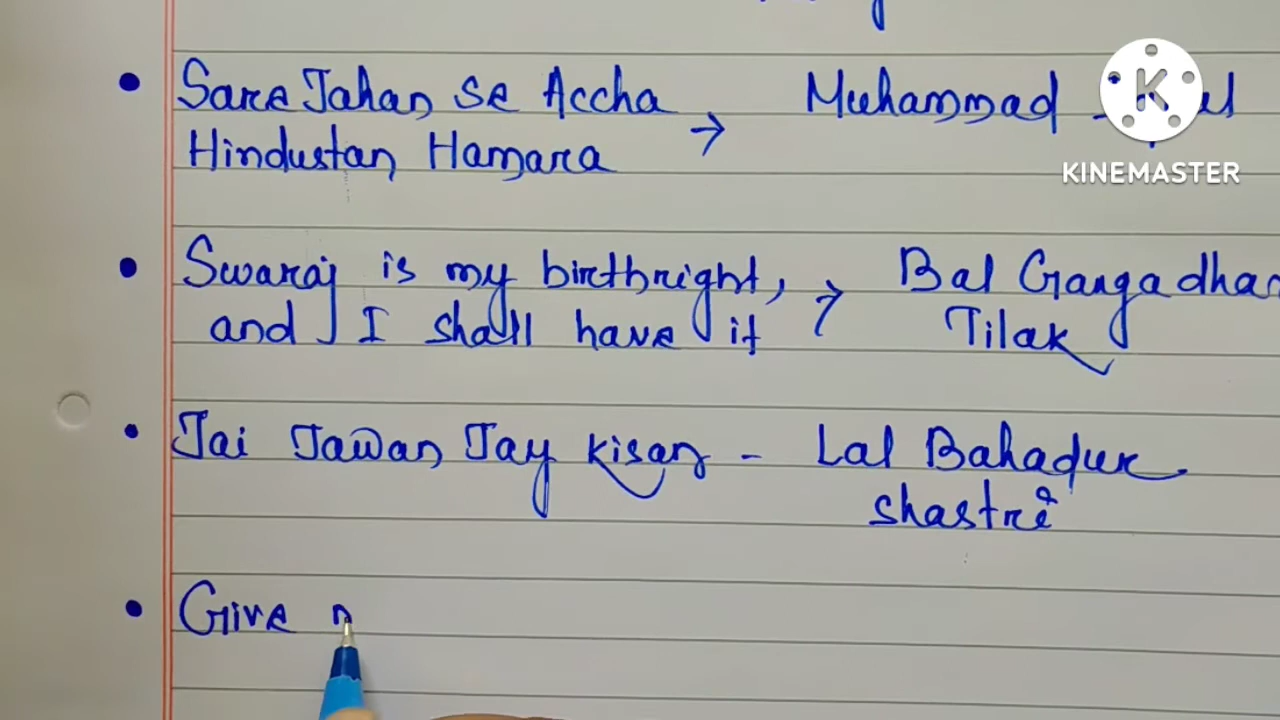 Sare Jahan se Accha → Muhammad
Hindustan Hamara
Swaraj is my birthright, → Bal Gangadhar
and I shall have it Tilak
Jai Jawan Jay Kisan - Lal Bahadur
Shastri
Give
K
KINEMASTER